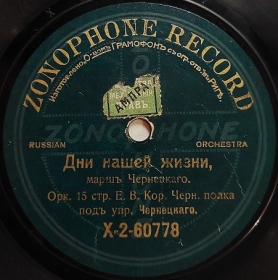 ZONOPHONE RECORD
Изготовлено О-вомъ Грамофонъ съ огр. отв. въ Ригѣ.
ZONOPHONE
RUSSIAN ORCHESTRA
Дни нашей жизни,
маршъ Чернецкаго.
Орк. 15 стр. Е. В. Кор. Черн. полка
подъ упр. Чернецкаго.
X-2-60778